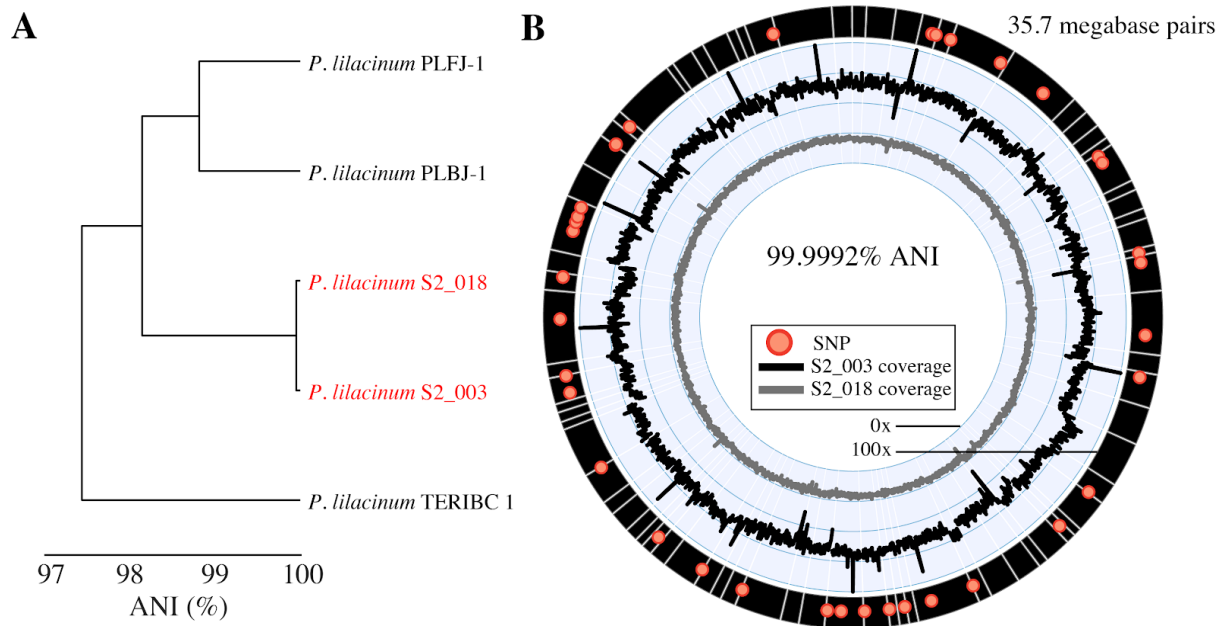 A
P. lilacinum PLFJ-1
P. lilacinum PLBJ-1
P. lilacinum S2_018
P. lilacinum S2_003
P. lilacinum TERIBC 1
97 98 99 100
ANI (%)
B
35.7 megabase pairs
99.9992% ANI
SNP
S2_003 coverage
S2_018 coverage
0x
100x